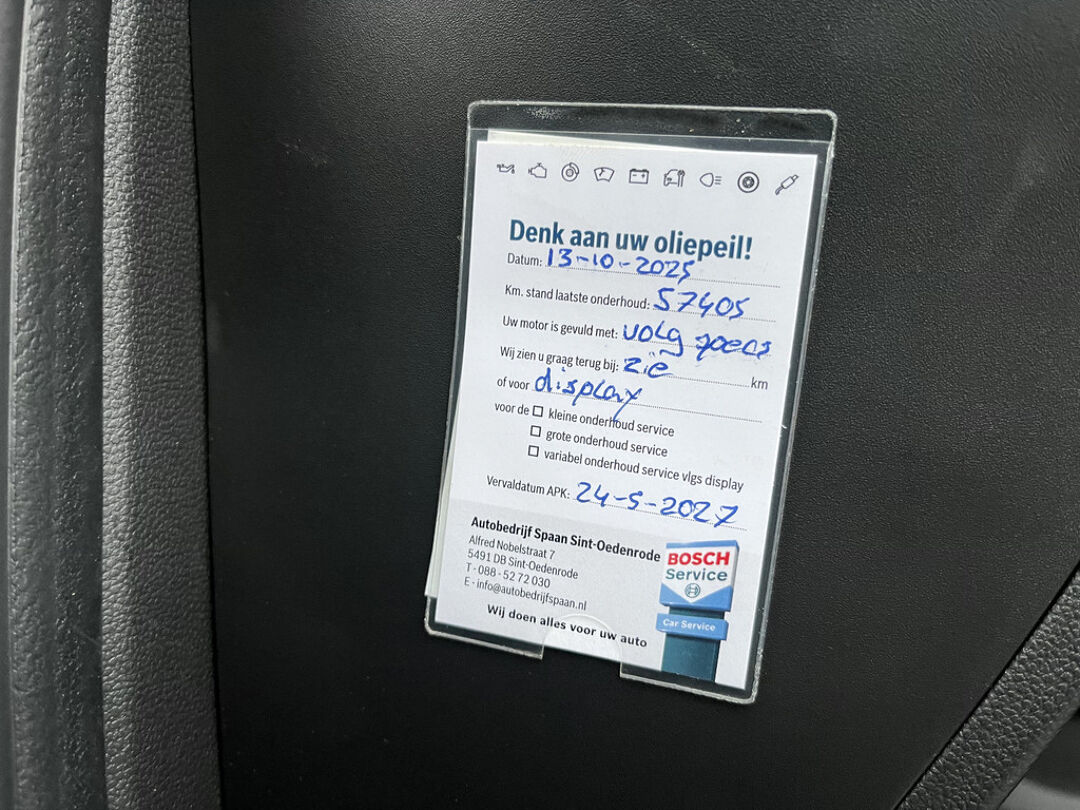 Denk aan uw oliepeil!
Datum: 13-10-2025
Km. stand laatste onderhoud: 57405
Uw motor is gevuld met: volg specs
Wij zien u graag terug bij: zie km
of voor display
voor de kleine onderhoud service
grote onderhoud service
variabel onderhoud service vlgs display
Vervaldatum APK: 24-5-2027
Autobedrijf Spaan Sint-Oedenrode
Alfred Nobelstraat 7
5491 DB Sint-Oedenrode
T - 088 - 52 72 030
E - info@autobedrijfspaan.nl
Wij doen alles voor uw auto
BOSCH
Service
Car Service